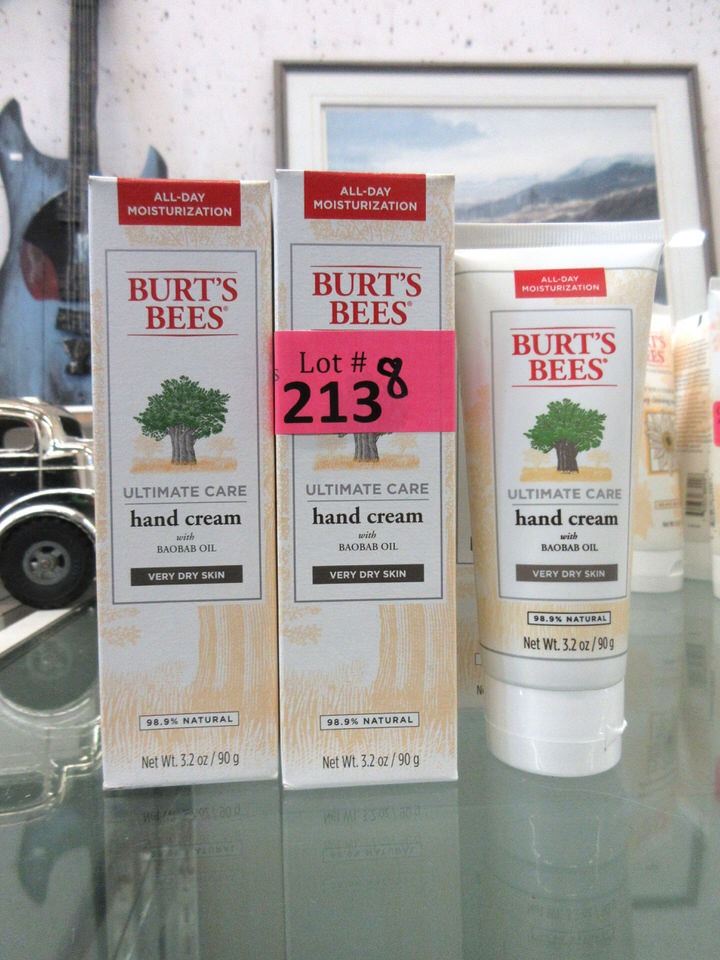 ALL-DAY
MOISTURIZATION
BURT'S
BEES®
ULTIMATE CARE
hand cream
with
BAOBAB OIL
VERY DRY SKIN
98.9% NATURAL
Net Wt. 3.2 oz / 90 g
ALL-DAY
MOISTURIZATION
BURT'S
BEES®
Lot #
2138
ULTIMATE CARE
hand cream
with
BAOBAB OIL
VERY DRY SKIN
98.9% NATURAL
Net Wt. 3.2 oz / 90 g
ALL-DAY
MOISTURIZATION
BURT'S
BEES®
ULTIMATE CARE
hand cream
with
BAOBAB OIL
VERY DRY SKIN
98.9% NATURAL
Net Wt. 3.2 oz / 90 g